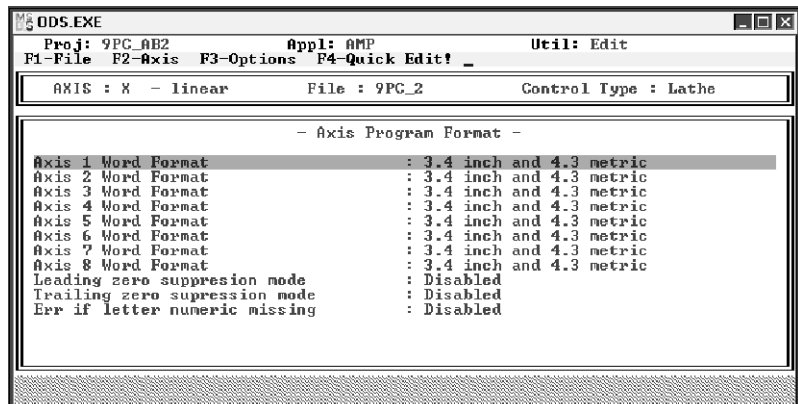 ODS.EXE
Proj: 9PC_AB2 Appl: AMP Util: Edit
F1-File F2-Axis F3-Options F4-Quick Edit! _
AXIS : X - linear File : 9PC_2 Control Type : Lathe
- Axis Program Format -
Axis 1 Word Format : 3.4 inch and 4.3 metric
Axis 2 Word Format : 3.4 inch and 4.3 metric
Axis 3 Word Format : 3.4 inch and 4.3 metric
Axis 4 Word Format : 3.4 inch and 4.3 metric
Axis 5 Word Format : 3.4 inch and 4.3 metric
Axis 6 Word Format : 3.4 inch and 4.3 metric
Axis 7 Word Format : 3.4 inch and 4.3 metric
Axis 8 Word Format : 3.4 inch and 4.3 metric
Leading zero suppresion mode : Disabled
Trailing zero supression mode : Disabled
Err if letter numeric missing : Disabled